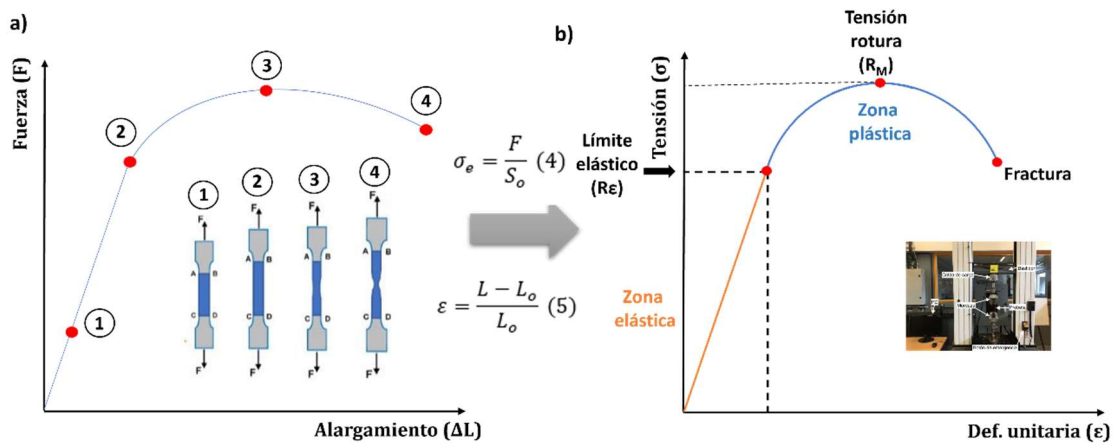 a)
Fuerza (F)
1
2
3
4
1
2
3
4
F
F
F
F
A
B
A
B
A
B
A
B
C
D
C
D
C
D
C
D
F
F
F
F
Alargamiento (ΔL)
σₑ = F / Sₒ (4)
ε = L − Lₒ / Lₒ (5)
b)
Tensión (σ)
Tensión
rotura
(R_M)
Límite
elástico
(Rε)
Zona
plástica
Fractura
Zona
elástica
Def. unitaria (ε)